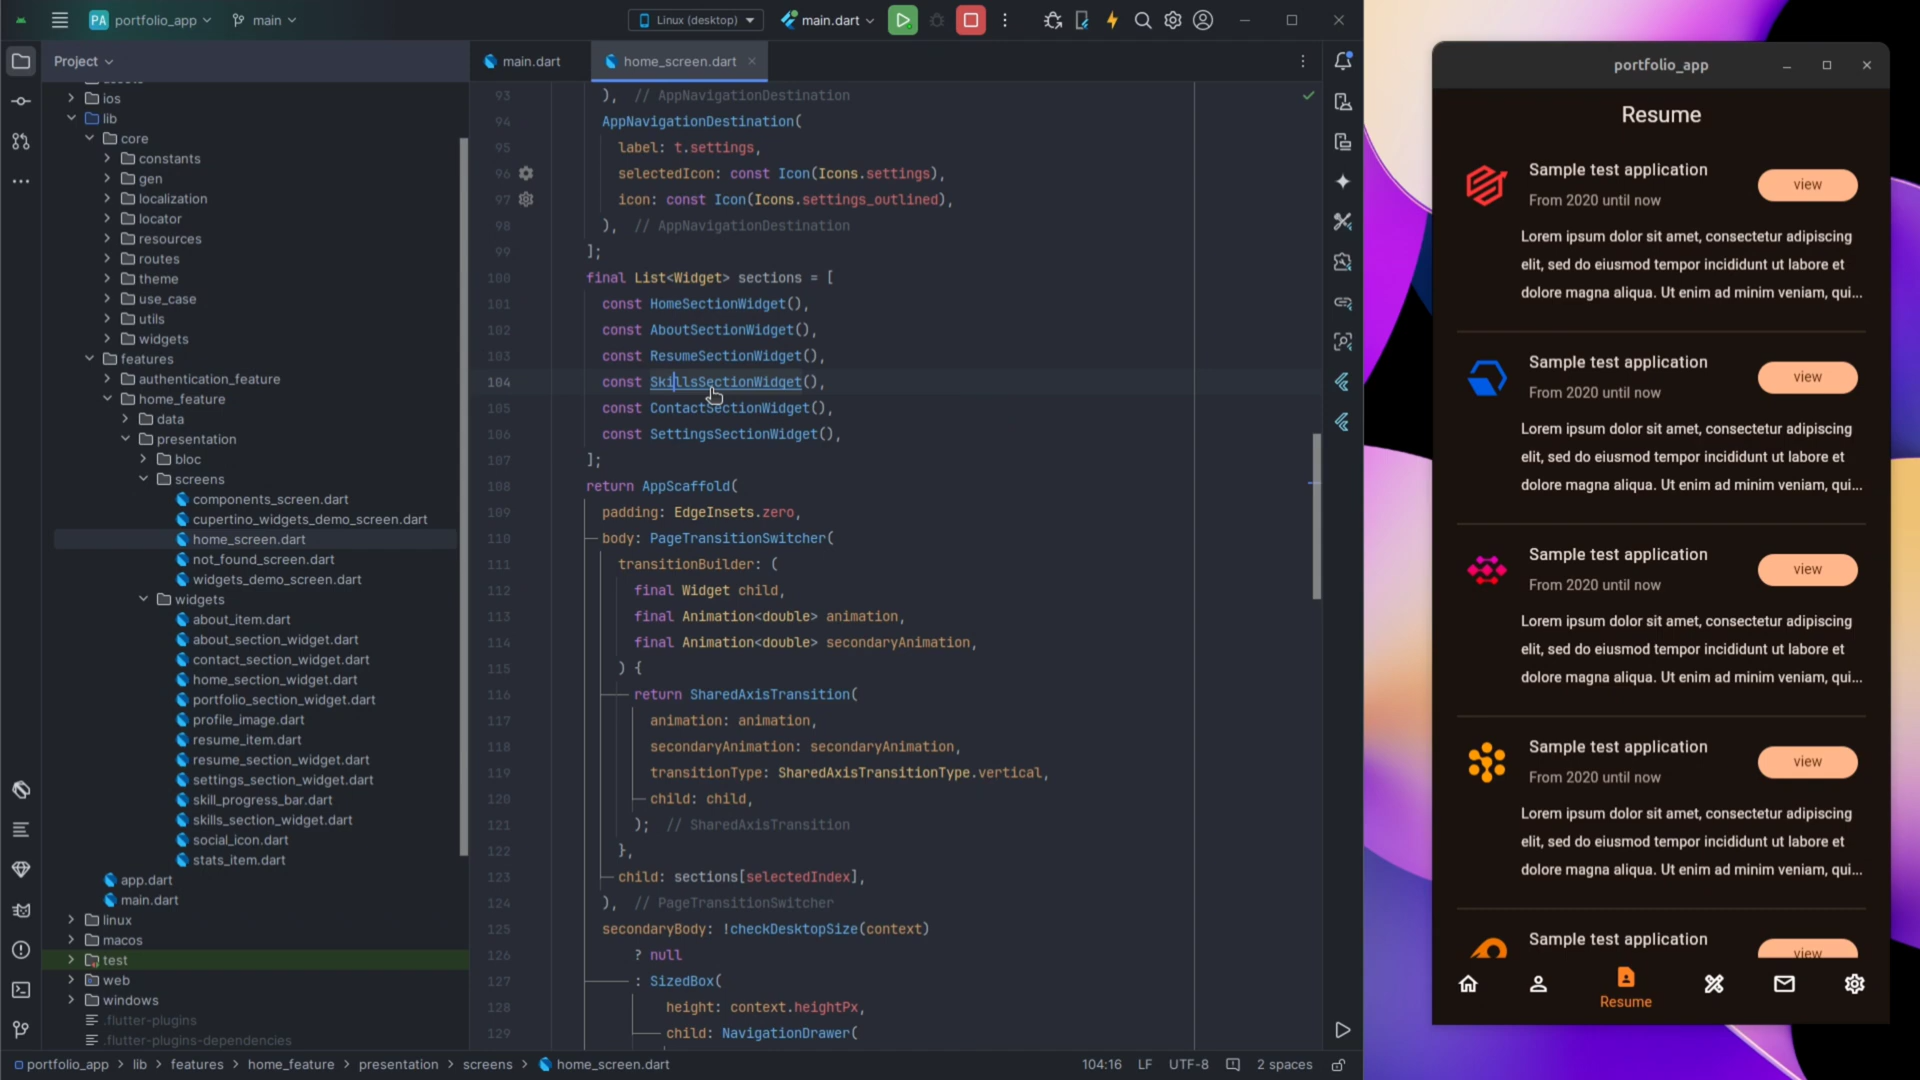 PA portfolio_app
main
Linux (desktop)
main.dart
Project
main.dart
home_screen.dart
ios
lib
core
constants
gen
localization
locator
resources
routes
theme
use_case
utils
widgets
features
authentication_feature
home_feature
data
presentation
bloc
screens
components_screen.dart
cupertino_widgets_demo_screen.dart
home_screen.dart
not_found_screen.dart
widgets_demo_screen.dart
widgets
about_item.dart
about_section_widget.dart
contact_section_widget.dart
home_section_widget.dart
portfolio_section_widget.dart
profile_image.dart
resume_item.dart
resume_section_widget.dart
settings_section_widget.dart
skill_progress_bar.dart
skills_section_widget.dart
social_icon.dart
stats_item.dart
app.dart
main.dart
linux
macos
test
web
windows
.flutter-plugins
.flutter-plugins-dependencies
93 ), // AppNavigationDestination
94 AppNavigationDestination(
95 label: t.settings,
96 selectedIcon: const Icon(Icons.settings),
97 icon: const Icon(Icons.settings_outlined),
98 ), // AppNavigationDestination
99 ];
100 final List<Widget> sections = [
101 const HomeSectionWidget(),
102 const AboutSectionWidget(),
103 const ResumeSectionWidget(),
104 const SkillsSectionWidget(),
105 const ContactSectionWidget(),
106 const SettingsSectionWidget(),
107 ];
108 return AppScaffold(
109 padding: EdgeInsets.zero,
110 body: PageTransitionSwitcher(
111 transitionBuilder: (
112 final Widget child,
113 final Animation<double> animation,
114 final Animation<double> secondaryAnimation,
115 ) {
116 return SharedAxisTransition(
117 animation: animation,
118 secondaryAnimation: secondaryAnimation,
119 transitionType: SharedAxisTransitionType.vertical,
120 child: child,
121 ); // SharedAxisTransition
122 },
123 child: sections[selectedIndex],
124 ), // PageTransitionSwitcher
125 secondaryBody: !checkDesktopSize(context)
126 ? null
127 : SizedBox(
128 height: context.heightPx,
129 child: NavigationDrawer(
portfolio_app > lib > features > home_feature > presentation > screens > home_screen.dart
104:16 LF UTF-8 2 spaces
portfolio_app
Resume
Sample test application
From 2020 until now
view
Lorem ipsum dolor sit amet, consectetur adipiscing
elit, sed do eiusmod tempor incididunt ut labore et
dolore magna aliqua. Ut enim ad minim veniam, qui...
Sample test application
From 2020 until now
view
Lorem ipsum dolor sit amet, consectetur adipiscing
elit, sed do eiusmod tempor incididunt ut labore et
dolore magna aliqua. Ut enim ad minim veniam, qui...
Sample test application
From 2020 until now
view
Lorem ipsum dolor sit amet, consectetur adipiscing
elit, sed do eiusmod tempor incididunt ut labore et
dolore magna aliqua. Ut enim ad minim veniam, qui...
Sample test application
From 2020 until now
view
Lorem ipsum dolor sit amet, consectetur adipiscing
elit, sed do eiusmod tempor incididunt ut labore et
dolore magna aliqua. Ut enim ad minim veniam, qui...
Sample test application
view
Resume